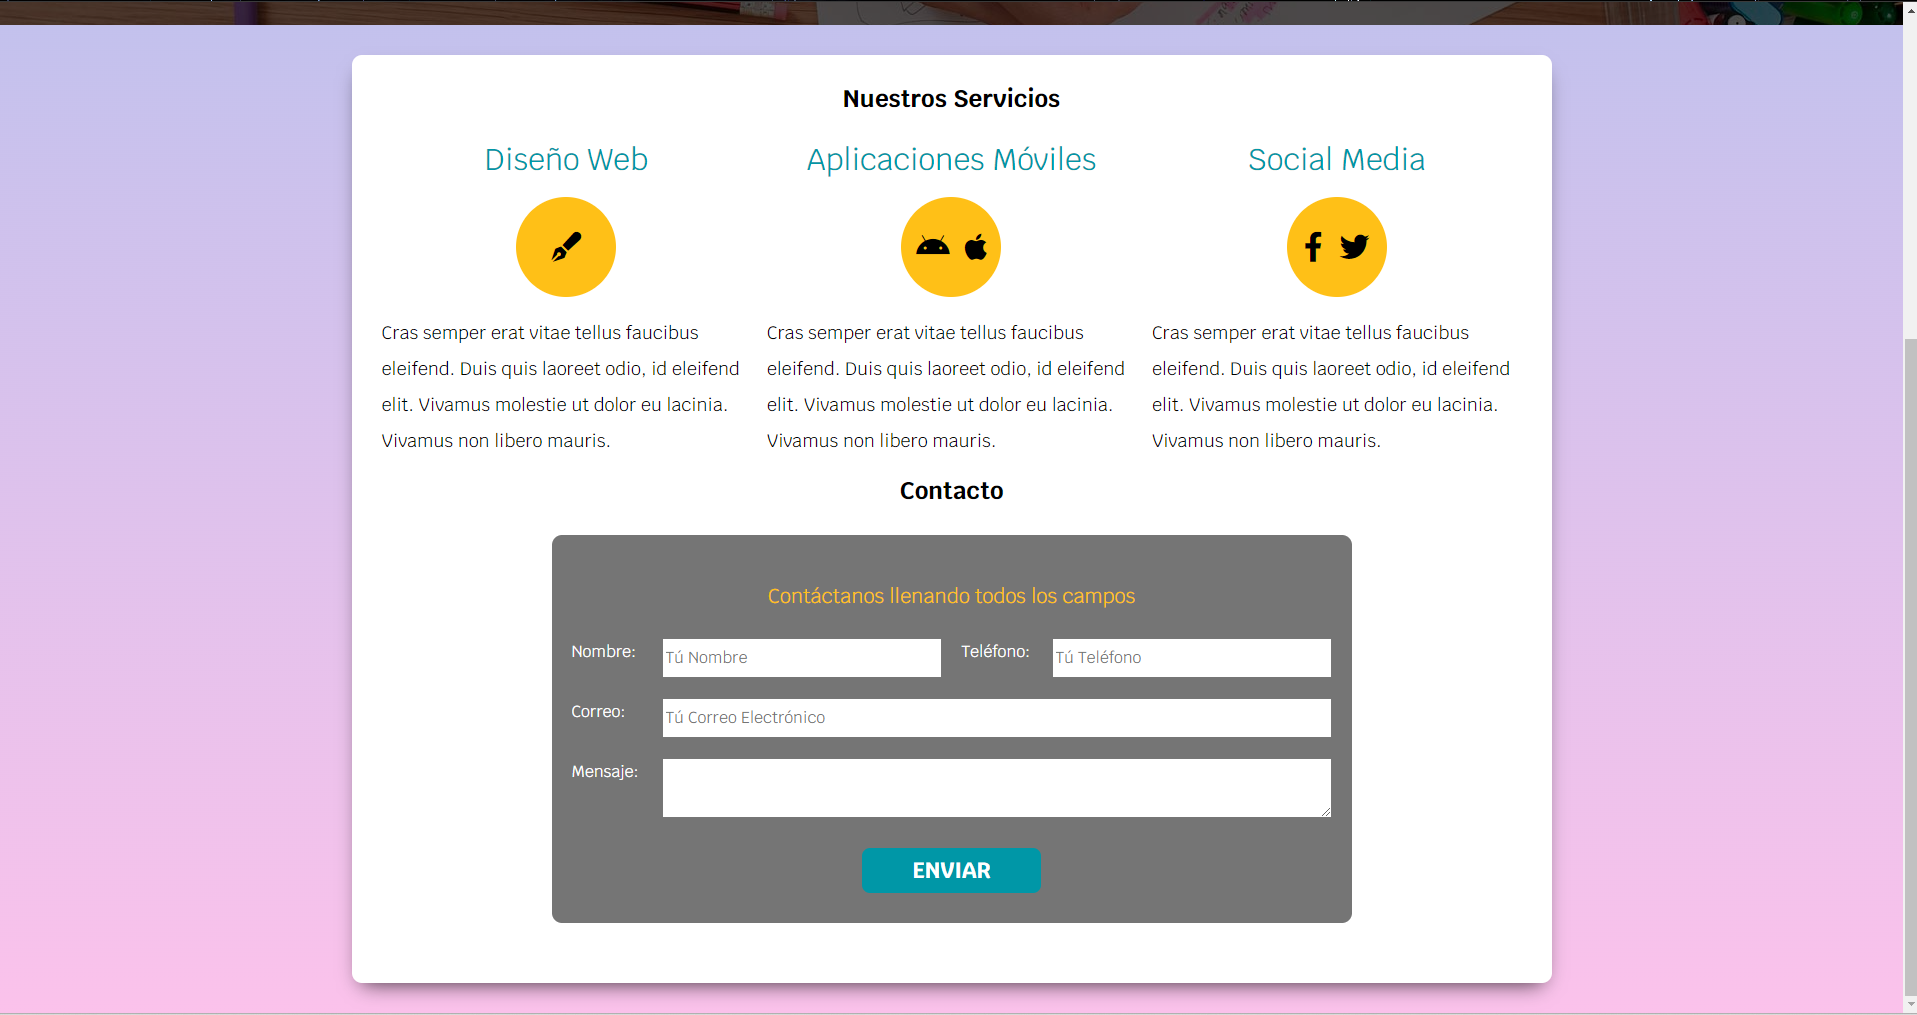 Nuestros Servicios
Diseño Web
Cras semper erat vitae tellus faucibus
eleifend. Duis quis laoreet odio, id eleifend
elit. Vivamus molestie ut dolor eu lacinia.
Vivamus non libero mauris.
Aplicaciones Móviles
Cras semper erat vitae tellus faucibus
eleifend. Duis quis laoreet odio, id eleifend
elit. Vivamus molestie ut dolor eu lacinia.
Vivamus non libero mauris.
Social Media
Cras semper erat vitae tellus faucibus
eleifend. Duis quis laoreet odio, id eleifend
elit. Vivamus molestie ut dolor eu lacinia.
Vivamus non libero mauris.
Contacto
Contáctanos llenando todos los campos
Nombre: Tú Nombre Teléfono: Tú Teléfono
Correo: Tú Correo Electrónico
Mensaje:
ENVIAR